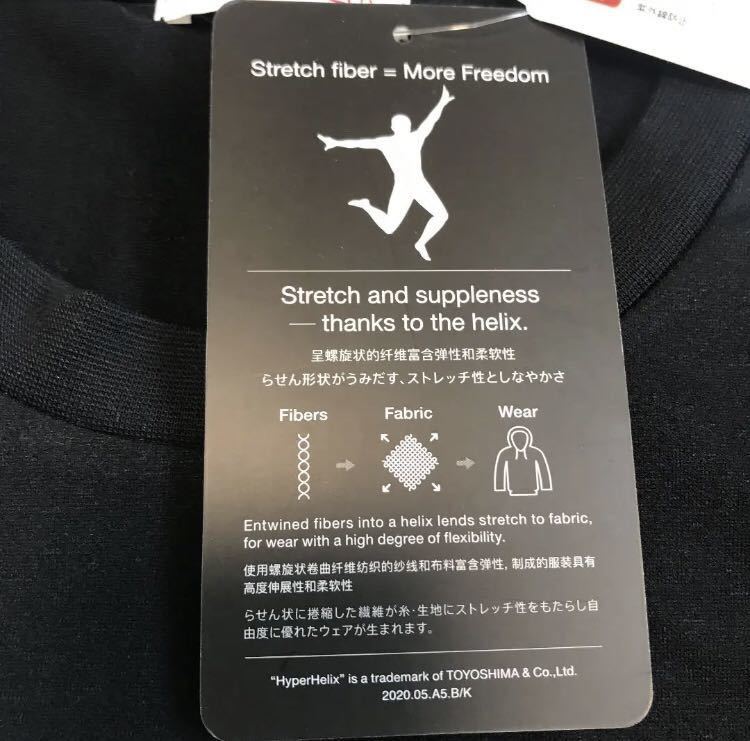 紫外線防止
Stretch fiber = More Freedom
Stretch and suppleness
— thanks to the helix.
呈螺旋状的纤维富含弹性和柔软性
らせん形状がうみだす、ストレッチ性としなやかさ
Fibers
Fabric
Wear
Entwined fibers into a helix lends stretch to fabric,
for wear with a high degree of flexibility.
使用螺旋状卷曲纤维纺织的纱线和布料富含弹性, 制成的服装具有
高度伸展性和柔软性
らせん状に捲縮した繊維が糸・生地にストレッチ性をもたらし自
由度に優れたウェアが生まれます。
“HyperHelix” is a trademark of TOYOSHIMA & Co.,Ltd.
2020.05.A5.B/K